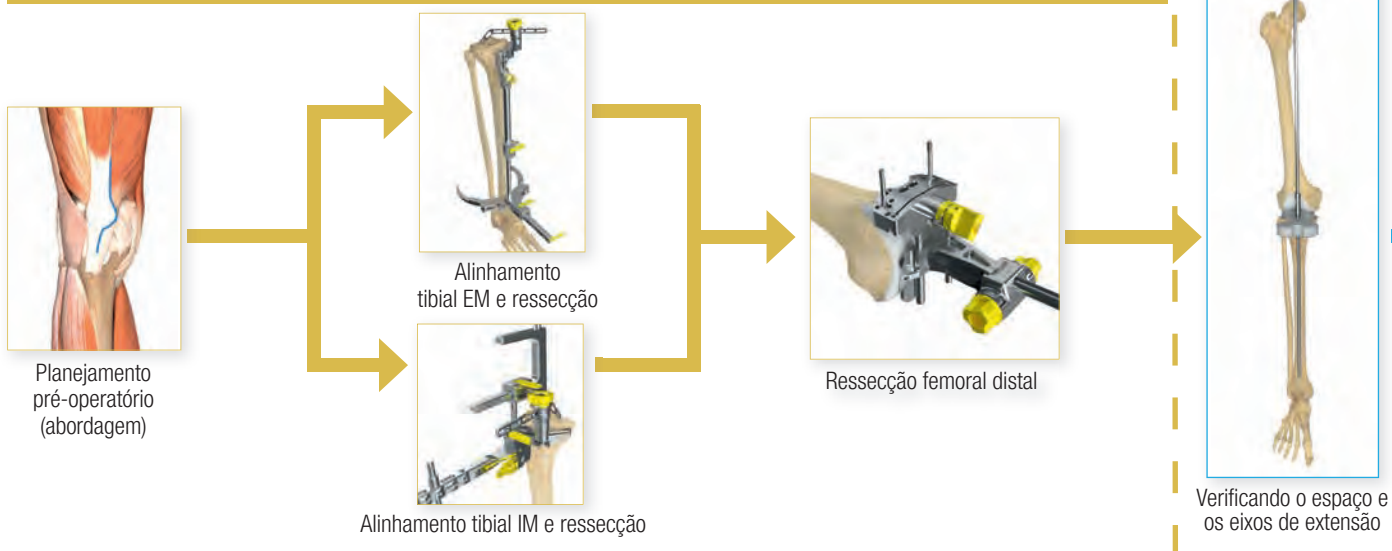 Planejamento
pré-operatório
(abordagem)
Alinhamento
tibial EM e ressecção
Alinhamento tibial IM e ressecção
Ressecção femoral distal
Verificando o espaço e
os eixos de extensão